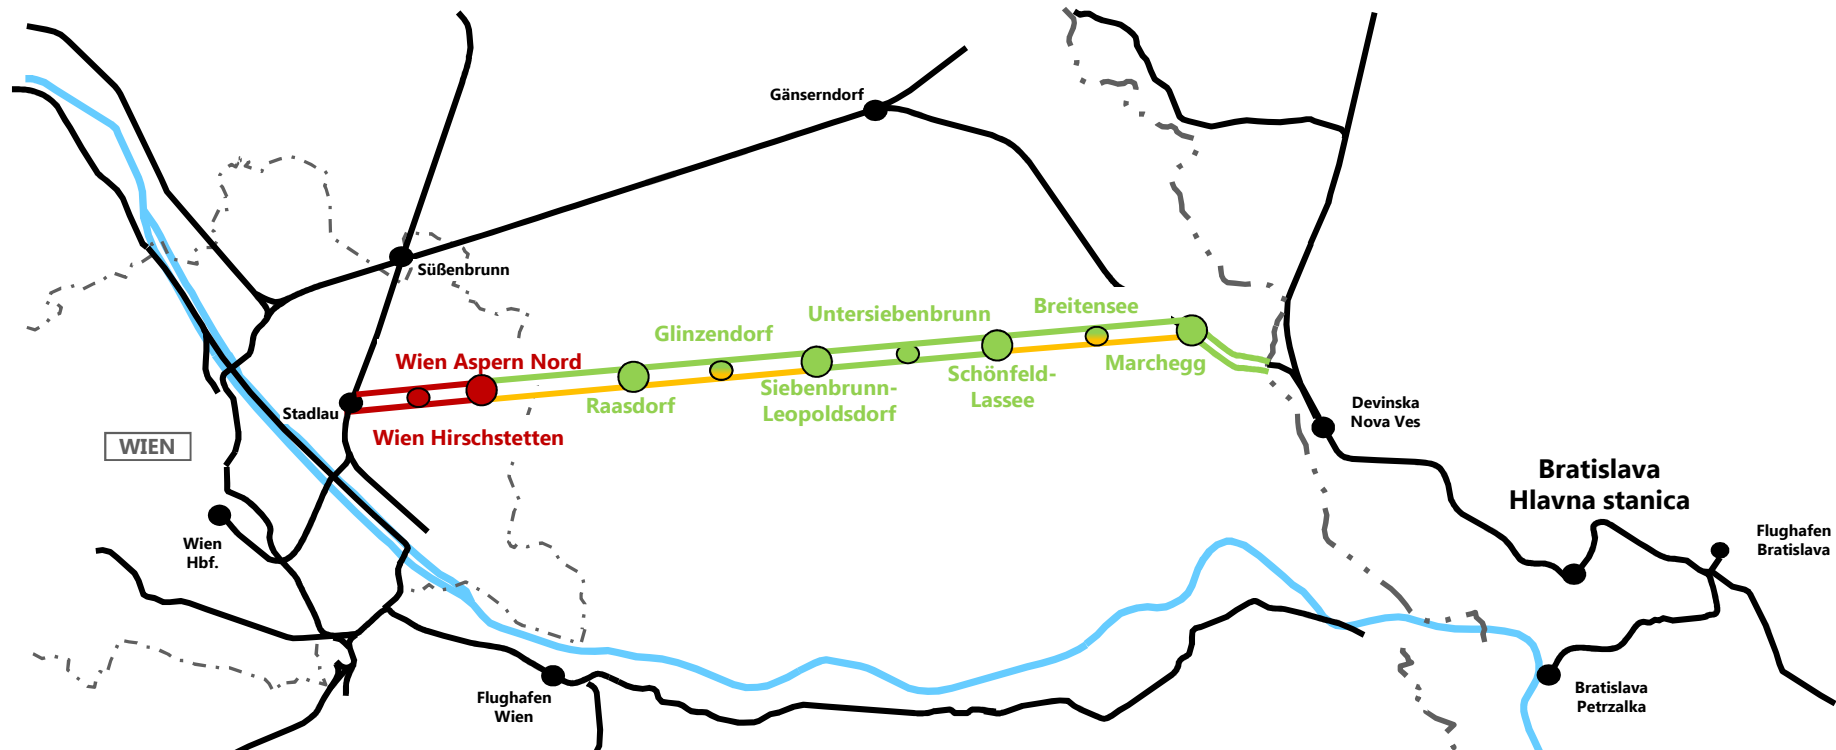 Gänserndorf
Süßenbrunn
Untersiebenbrunn
Breitensee
Glinzendorf
Wien Aspern Nord
Marchegg
Schönfeld-
Lassee
Siebenbrunn-
Leopoldsdorf
Raasdorf
Stadlau
Wien Hirschstetten
WIEN
Devinska
Nova Ves
Bratislava
Hlavna stanica
Wien
Hbf.
Flughafen
Bratislava
Flughafen
Wien
Bratislava
Petrzalka